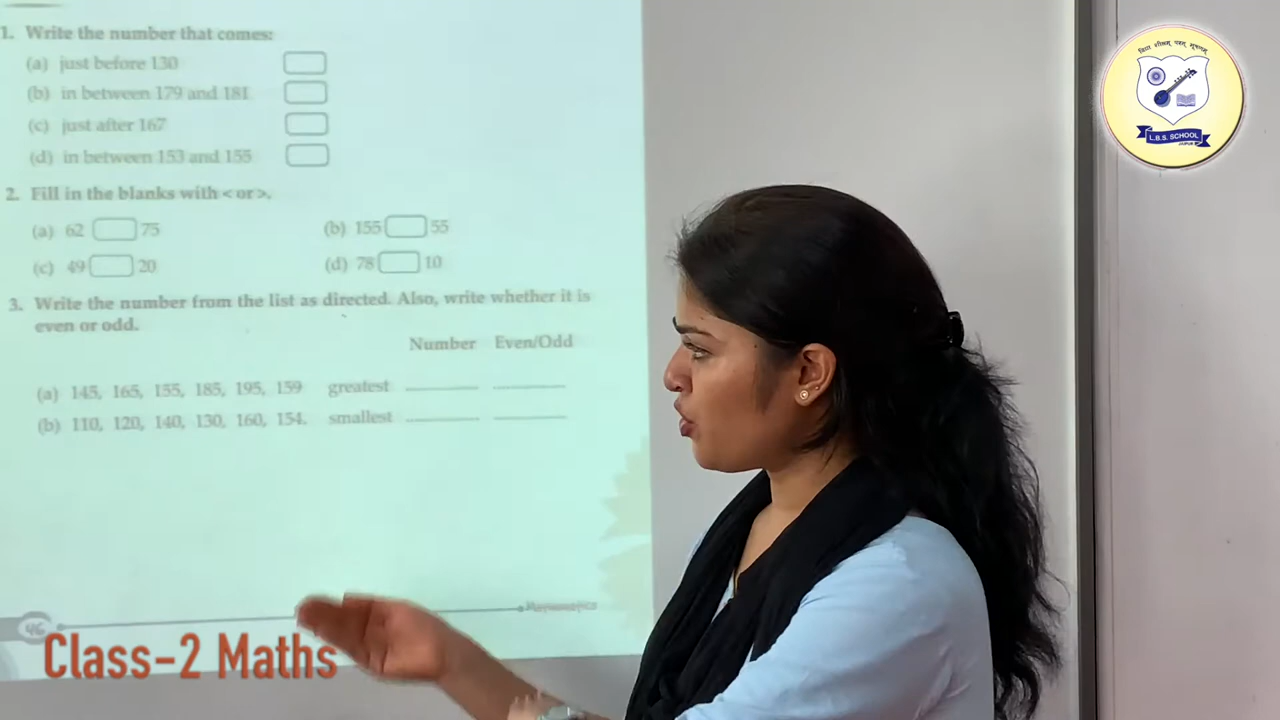 1. Write the number that comes:
(a) just before 130
(b) in between 179 and 181
(c) just after 167
(d) in between 153 and 155
2. Fill in the blanks with < or >.
(a) 62 75 (b) 155 55
(c) 49 20 (d) 78 10
3. Write the number from the list as directed. Also, write whether it is
even or odd.
Number Even/Odd
(a) 145, 165, 155, 185, 195, 159 greatest
(b) 110, 120, 140, 130, 160, 154. smallest
46
Mathematics
Class-2 Maths
L.B.S. SCHOOL
JAIPUR